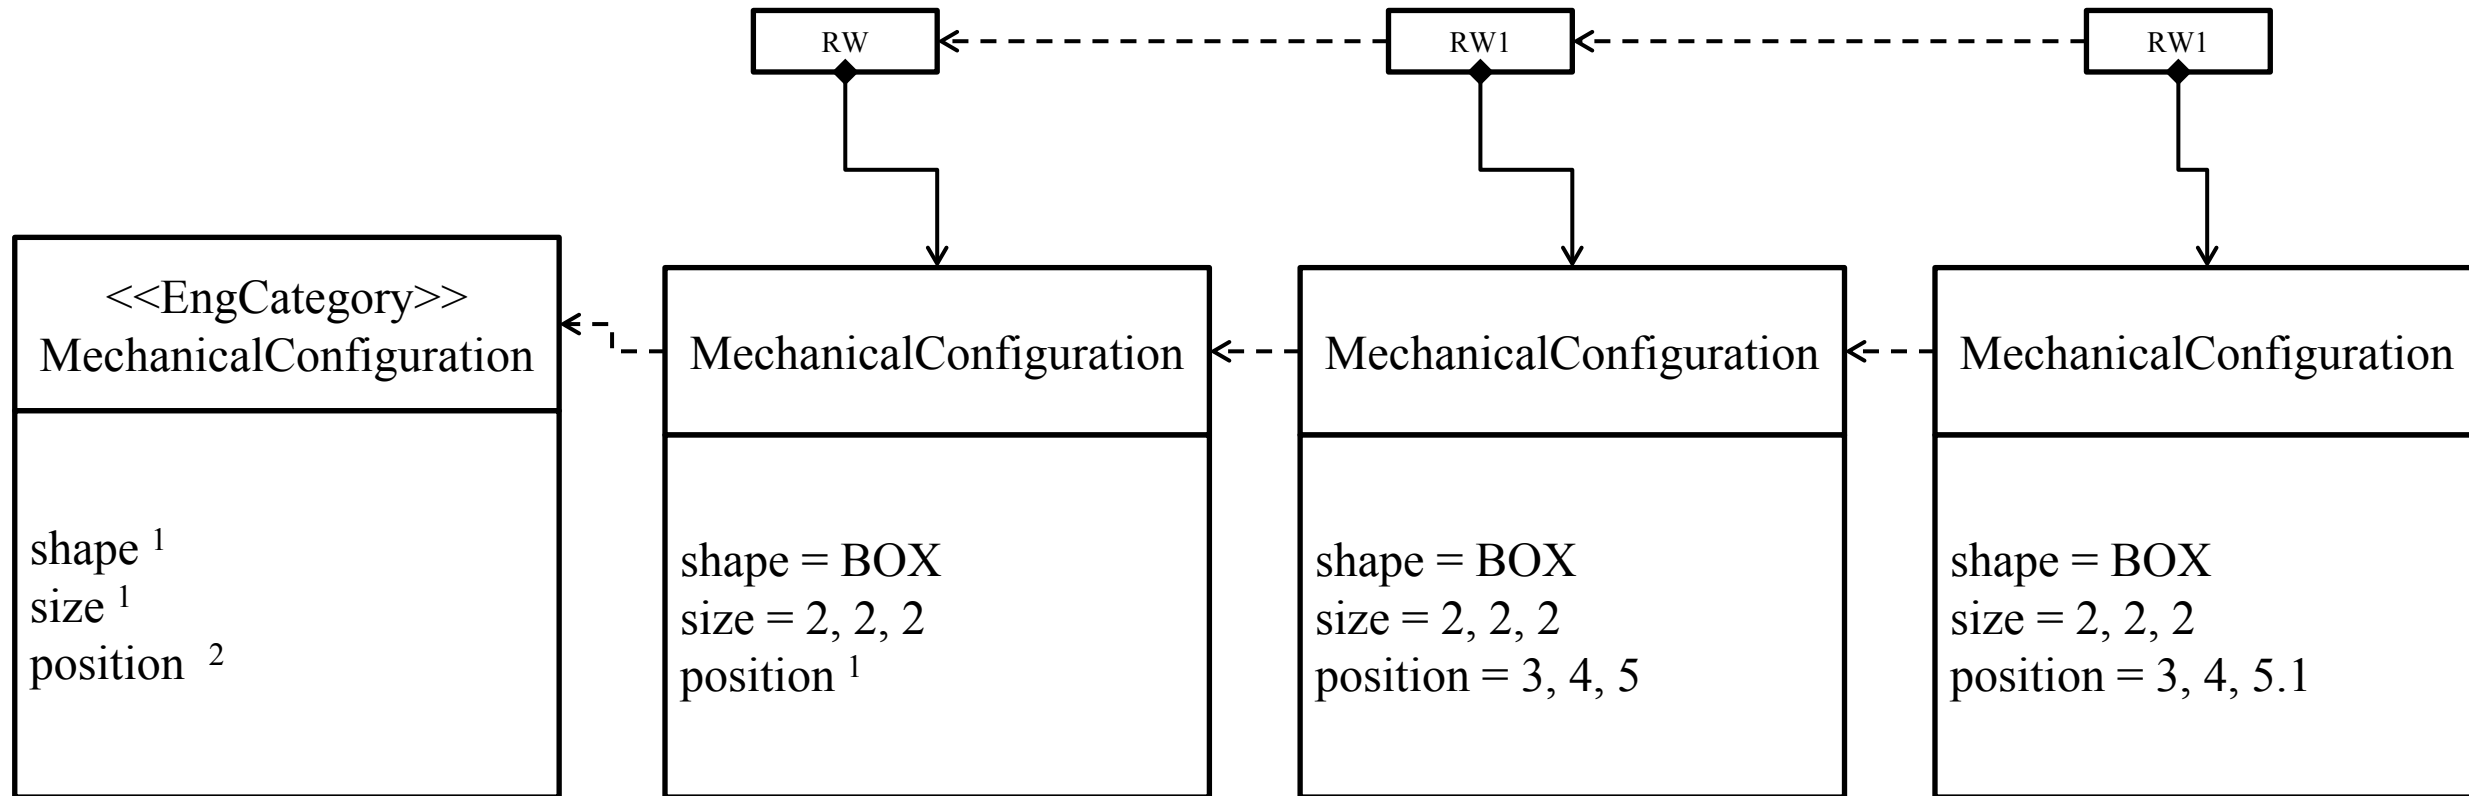 RW
RW1
RW1
<<EngCategory>>
MechanicalConfiguration
shape 1
size 1
position 2
MechanicalConfiguration
shape = BOX
size = 2, 2, 2
position 1
MechanicalConfiguration
shape = BOX
size = 2, 2, 2
position = 3, 4, 5
MechanicalConfiguration
shape = BOX
size = 2, 2, 2
position = 3, 4, 5.1